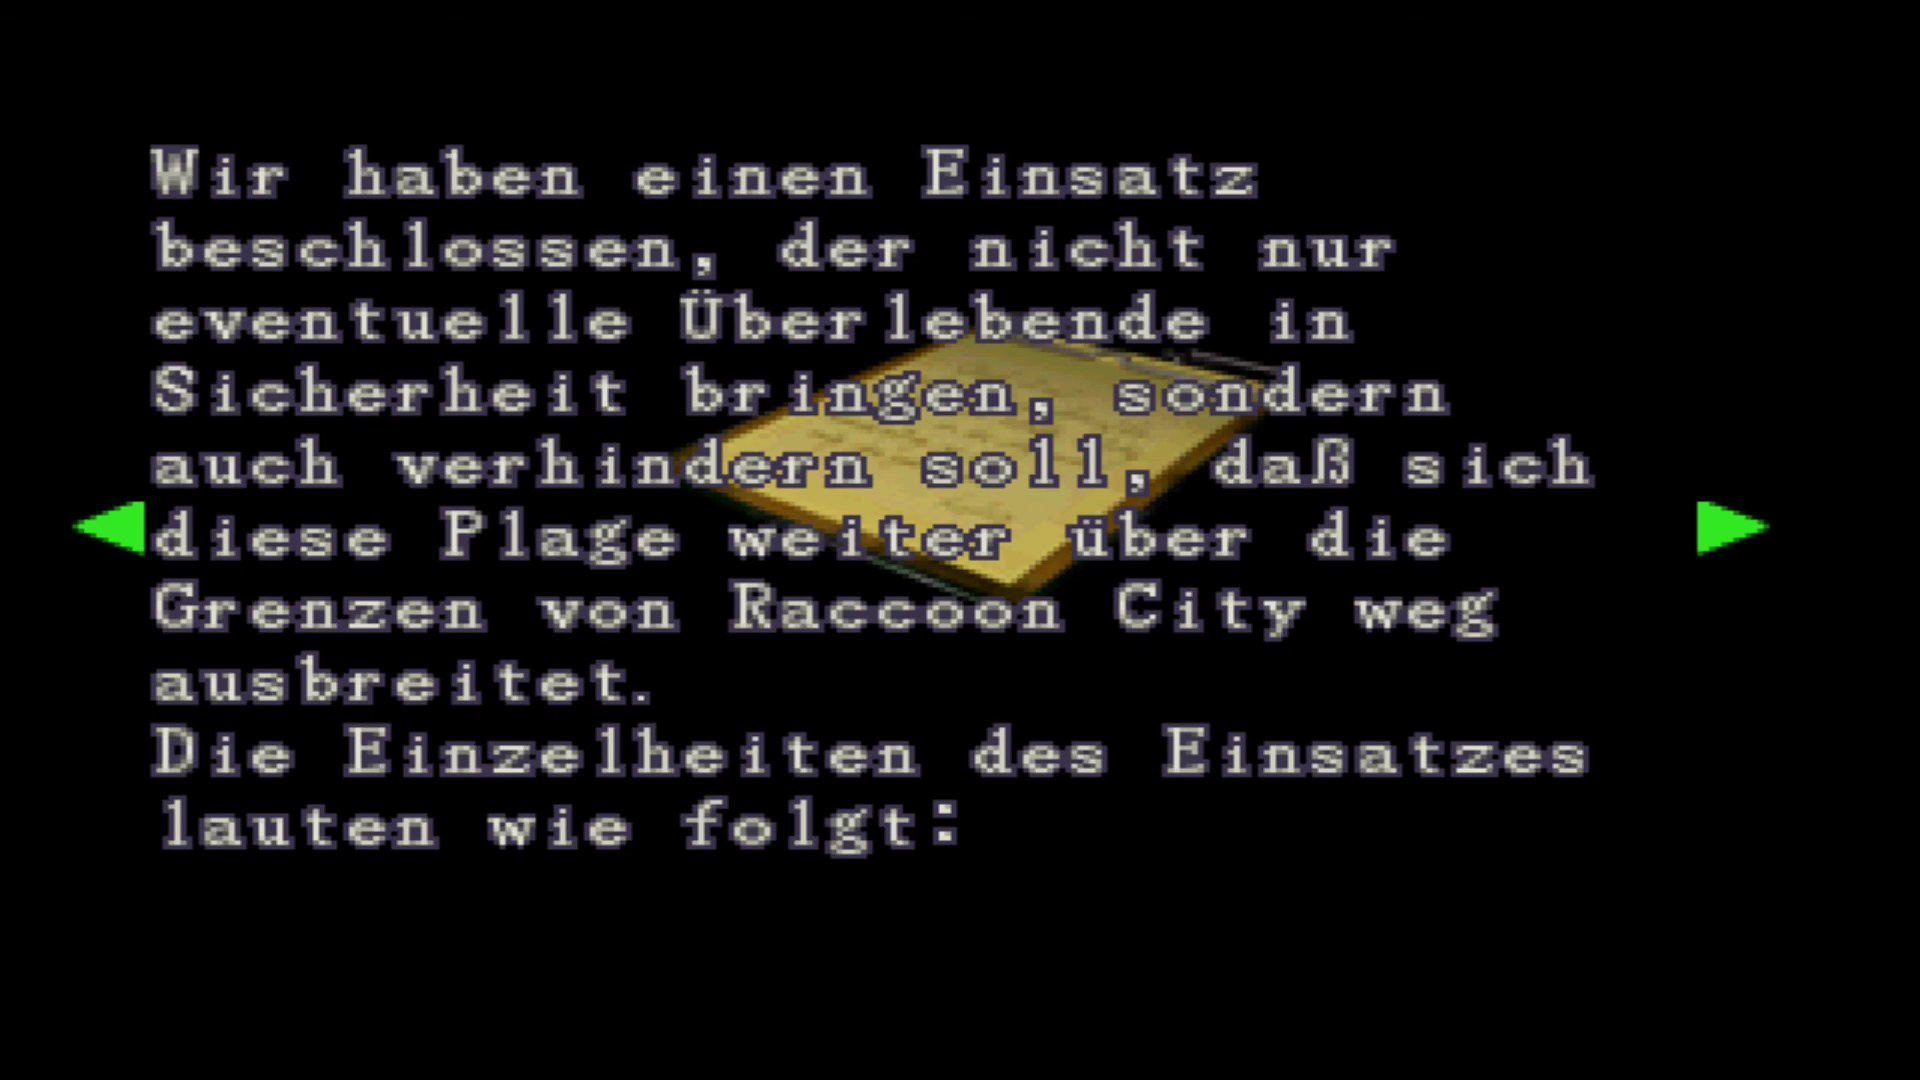 Wir haben einen Einsatz
beschlossen, der nicht nur
eventuelle Überlebende in
Sicherheit bringen, sondern
auch verhindern soll, daß sich
diese Plage weiter über die
Grenzen von Raccoon City weg
ausbreitet.
Die Einzelheiten des Einsatzes
lauten wie folgt: